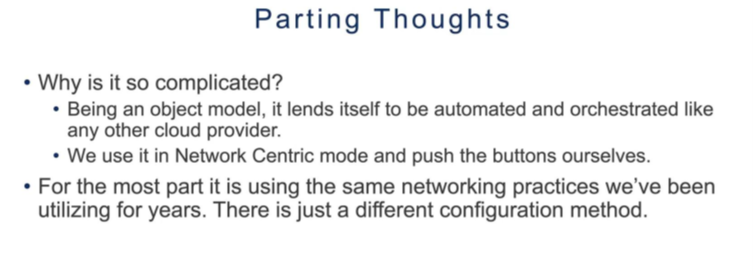 Parting Thoughts
• Why is it so complicated?
• Being an object model, it lends itself to be automated and orchestrated like
any other cloud provider.
• We use it in Network Centric mode and push the buttons ourselves.
• For the most part it is using the same networking practices we've been
utilizing for years. There is just a different configuration method.